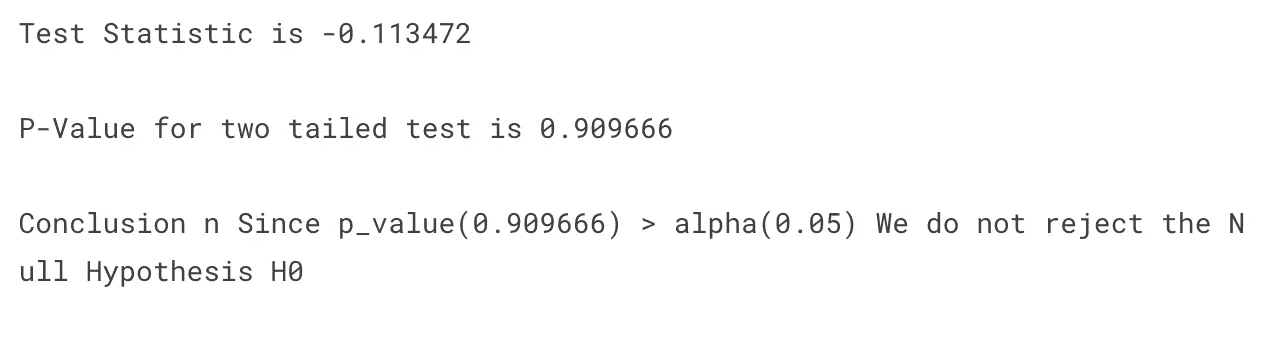 Test Statistic is -0.113472
P-Value for two tailed test is 0.909666
Conclusion n Since p_value(0.909666) > alpha(0.05) We do not reject the N
ull Hypothesis H0